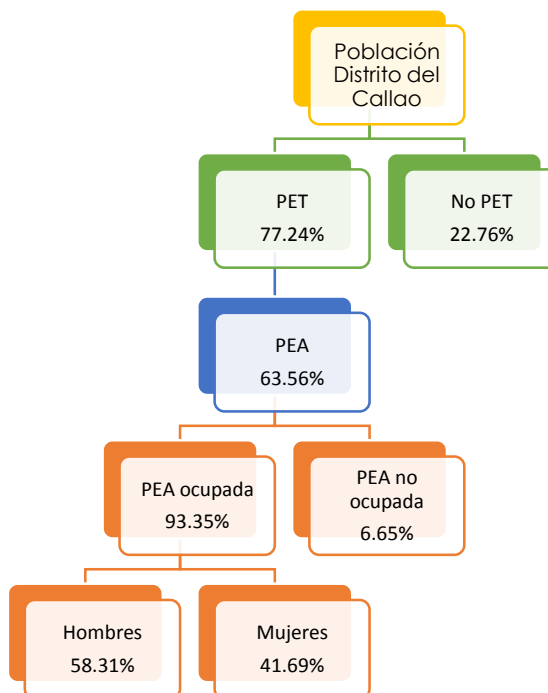 Población
Distrito del
Callao
PET
77.24%
No PET
22.76%
PEA
63.56%
PEA ocupada
93.35%
PEA no
ocupada
6.65%
Hombres
58.31%
Mujeres
41.69%